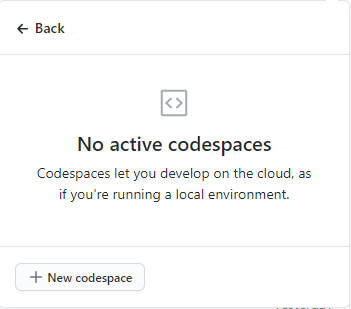 ← Back
No active codespaces
Codespaces let you develop on the cloud, as
if you're running a local environment.
+ New codespace